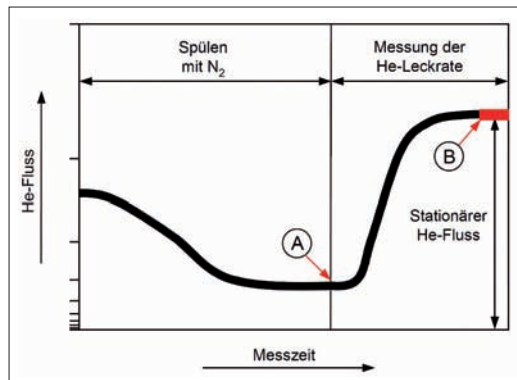 Spülen
mit N₂
Messung der
He-Leckrate
He-Fluss
A
B
Stationärer
He-Fluss
Messzeit